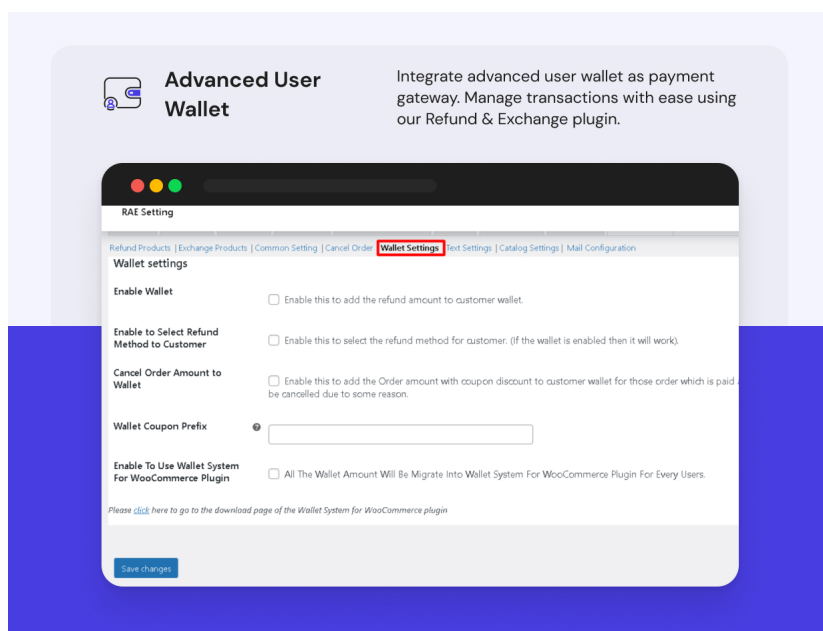 Advanced User
Wallet
Integrate advanced user wallet as payment
gateway. Manage transactions with ease using
our Refund & Exchange plugin.
RAE Setting
Refund Products | Exchange Products | Common Setting | Cancel Order Wallet Settings Text Settings | Catalog Settings | Mail Configuration
Wallet settings
Enable Wallet
Enable this to add the refund amount to customer wallet.
Enable to Select Refund
Method to Customer
Enable this to select the refund method for customer. (If the wallet is enabled then it will work).
Cancel Order Amount to
Wallet
Enable this to add the Order amount with coupon discount to customer wallet for those order which is paid
be cancelled due to some reason.
Wallet Coupon Prefix
Enable To Use Wallet System
For WooCommerce Plugin
All The Wallet Amount Will Be Migrate Into Wallet System For WooCommerce Plugin For Every Users.
Please click here to go to the download page of the Wallet System for WooCommerce plugin
Save changes